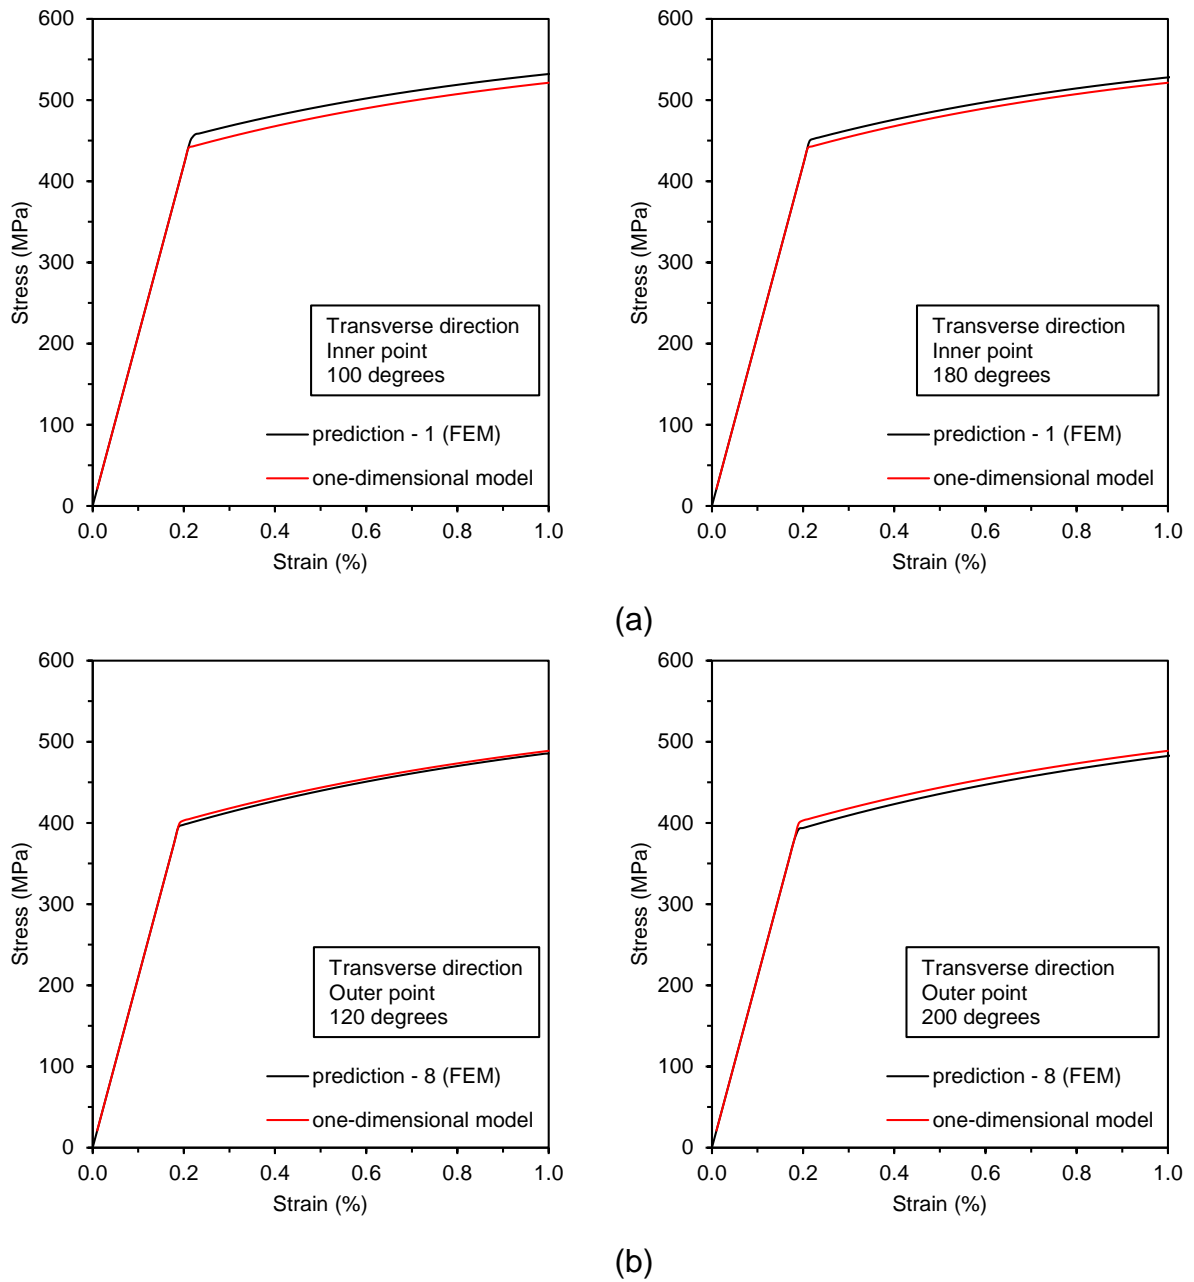 600
500
400
300
200
100
0
Stress (MPa)
0.0 0.2 0.4 0.6 0.8 1.0
Strain (%)
Transverse direction
Inner point
100 degrees
prediction - 1 (FEM)
one-dimensional model
600
500
400
300
200
100
0
Stress (MPa)
0.0 0.2 0.4 0.6 0.8 1.0
Strain (%)
Transverse direction
Inner point
180 degrees
prediction - 1 (FEM)
one-dimensional model
(a)
600
500
400
300
200
100
0
Stress (MPa)
0.0 0.2 0.4 0.6 0.8 1.0
Strain (%)
Transverse direction
Outer point
120 degrees
prediction - 8 (FEM)
one-dimensional model
600
500
400
300
200
100
0
Stress (MPa)
0.0 0.2 0.4 0.6 0.8 1.0
Strain (%)
Transverse direction
Outer point
200 degrees
prediction - 8 (FEM)
one-dimensional model
(b)